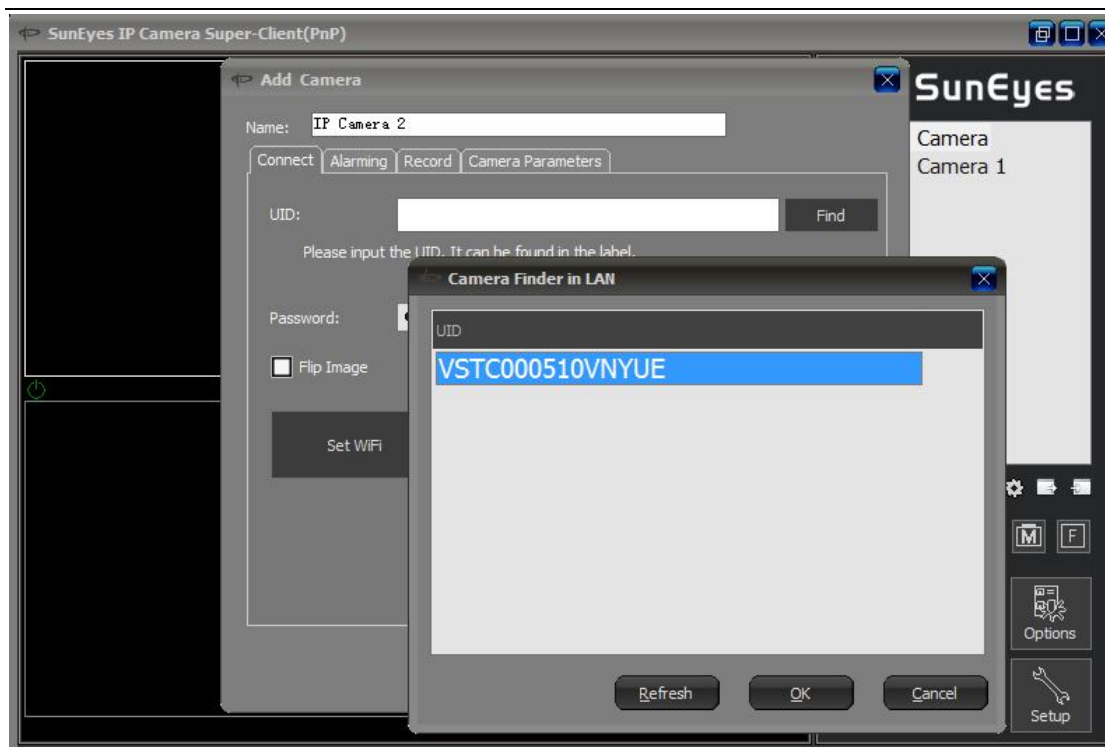 SunEyes IP Camera Super-Client(PnP)
Add Camera
SunEyes
Name: IP Camera 2
Camera
Camera 1
Connect Alarming Record Camera Parameters
UID: Find
Please input the UID. It can be found in the label.
Camera Finder in LAN
Password:
UID
Flip Image
VSTC000510VNYUE
Set WiFi
M F
Options
Refresh OK Cancel
Setup